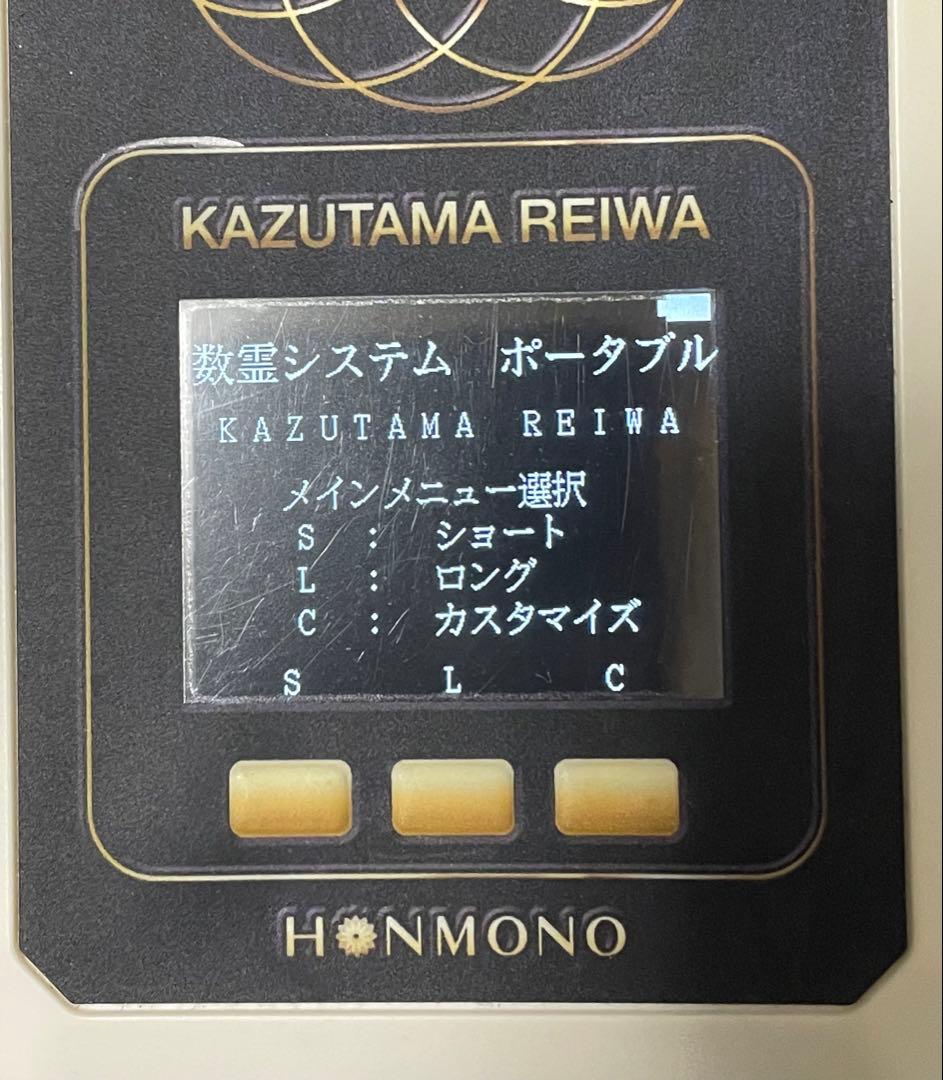 KAZUTAMA REIWA
数霊システム　ポータブル
KAZUTAMA REIWA
メインメニュー選択
S : ショート
L : ロング
C : カスタマイズ
S L C
HONMONO